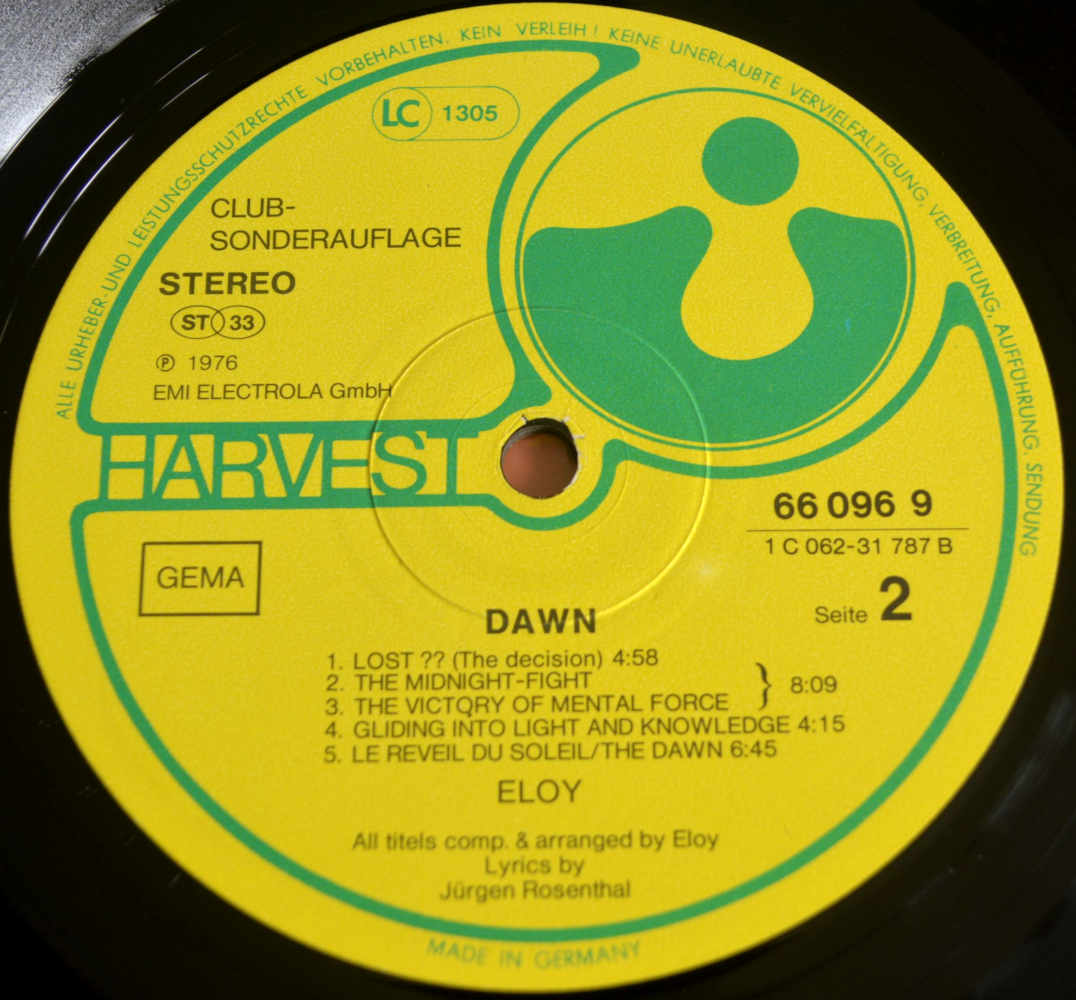 ALLE URHEBER- UND LEISTUNGSSCHUTZRECHTE VORBEHALTEN. KEIN VERLEIH! KEINE UNERLAUBTE VERVIELFÄLTIGUNG, VERBREITUNG, AUFFÜHRUNG, SENDUNG
LC 1305
CLUB-
SONDERAUFLAGE
STEREO
ST 33
℗ 1976
EMI ELECTROLA GmbH
HARVEST
66 096 9
1 C 062-31 787 B
GEMA
Seite 2
DAWN
1. LOST ?? (The decision) 4:58
2. THE MIDNIGHT-FIGHT
3. THE VICTQRY OF MENTAL FORCE } 8:09
4. GLIDING INTO LIGHT AND KNOWLEDGE 4:15
5. LE REVEIL DU SOLEIL/THE DAWN 6:45
ELOY
All titels comp. & arranged by Eloy
Lyrics by
Jürgen Rosenthal
MADE IN GERMANY